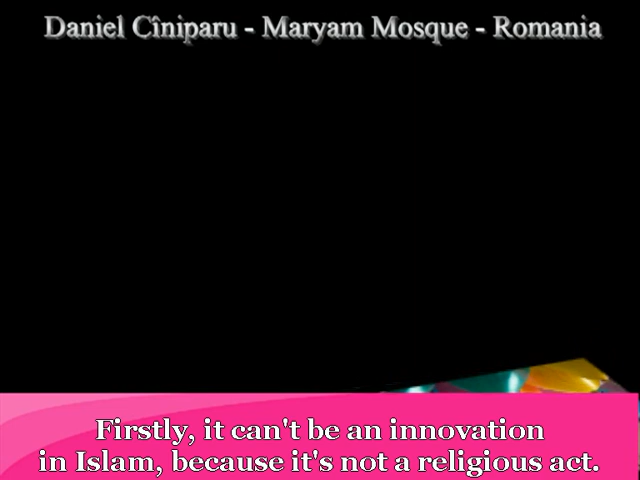 Daniel Cîniparu - Maryam Mosque - Romania
Firstly, it can't be an innovation
in Islam, because it's not a religious act.